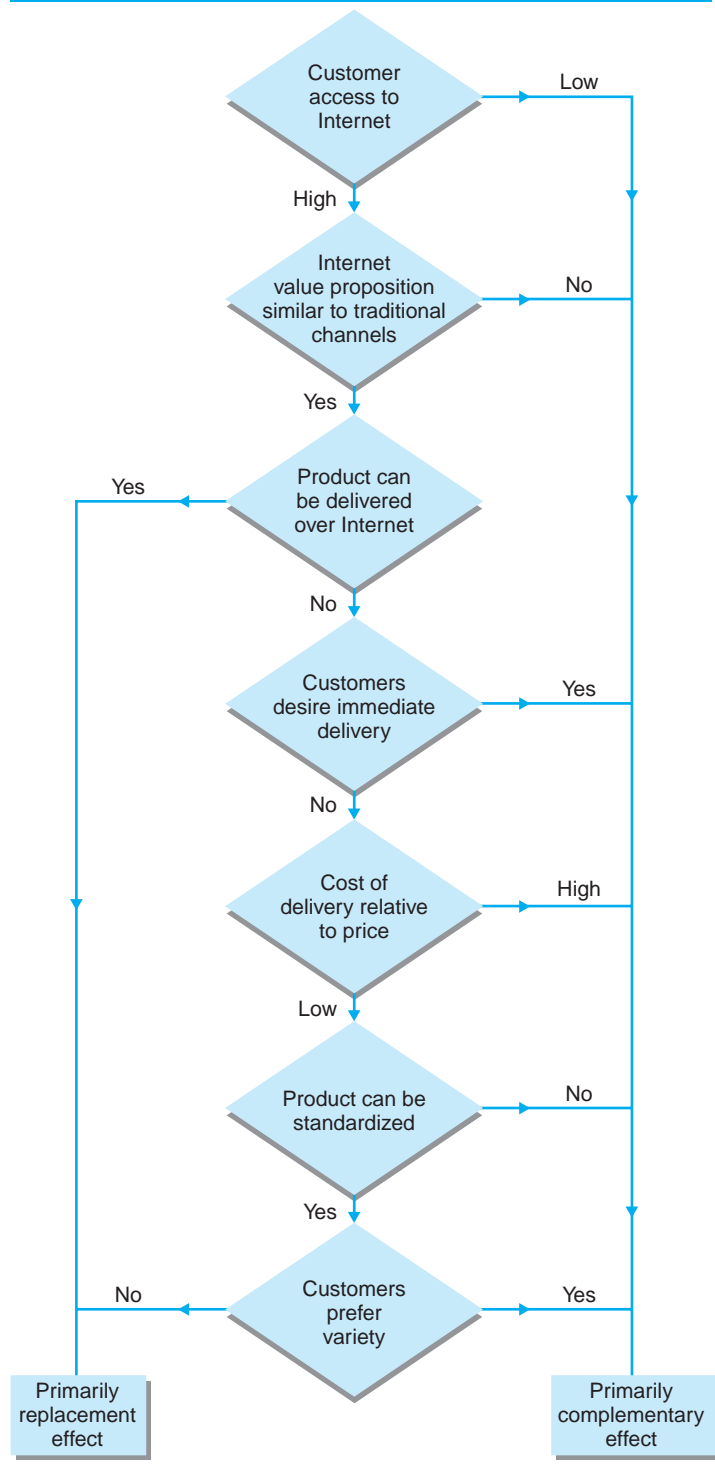 Customer
access to
Internet
Low
High
Internet
value proposition
similar to traditional
channels
No
Yes
Product can
be delivered
over Internet
Yes
No
Customers
desire immediate
delivery
Yes
No
Cost of
delivery relative
to price
High
Low
Product can be
standardized
No
Yes
Customers
prefer
variety
No
Yes
Primarily
replacement
effect
Primarily
complementary
effect